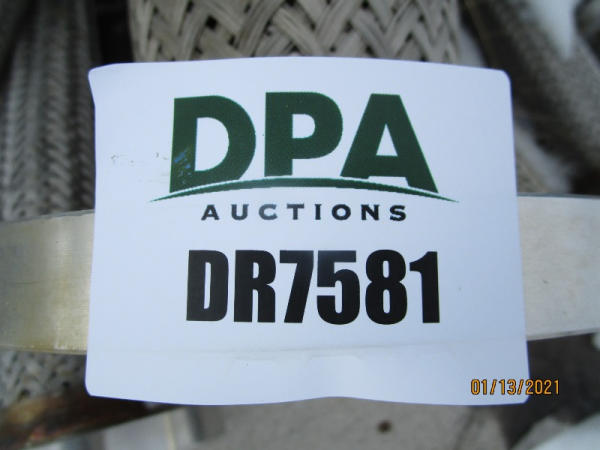 DPA
AUCTIONS
DR7581
01/13/2021